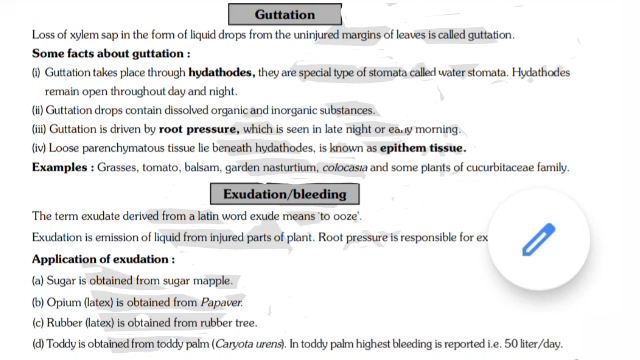 Guttation
Loss of xylem sap in the form of liquid drops from the uninjured margins of leaves is called guttation.
Some facts about guttation :
(i) Guttation takes place through hydathodes, they are special type of stomata called water stomata. Hydathodes
remain open throughout day and night.
(ii) Guttation drops contain dissolved organic and inorganic substances.
(iii) Guttation is driven by root pressure, which is seen in late night or early morning.
(iv) Loose parenchymatous tissue lie beneath hydathodes, is known as epithem tissue.
Examples : Grasses, tomato, balsam, garden nasturtium, colocasia and some plants of cucurbitaceae family.
Exudation/bleeding
The term exudate derived from a latin word exude means 'to ooze'.
Exudation is emission of liquid from injured parts of plant. Root pressure is responsible for ex
Application of exudation :
(a) Sugar is obtained from sugar mapple.
(b) Opium (latex) is obtained from Papaver.
(c) Rubber (latex) is obtained from rubber tree.
(d) Toddy is obtained from toddy palm (Caryota urens). In toddy palm highest bleeding is reported i.e. 50 liter/day.